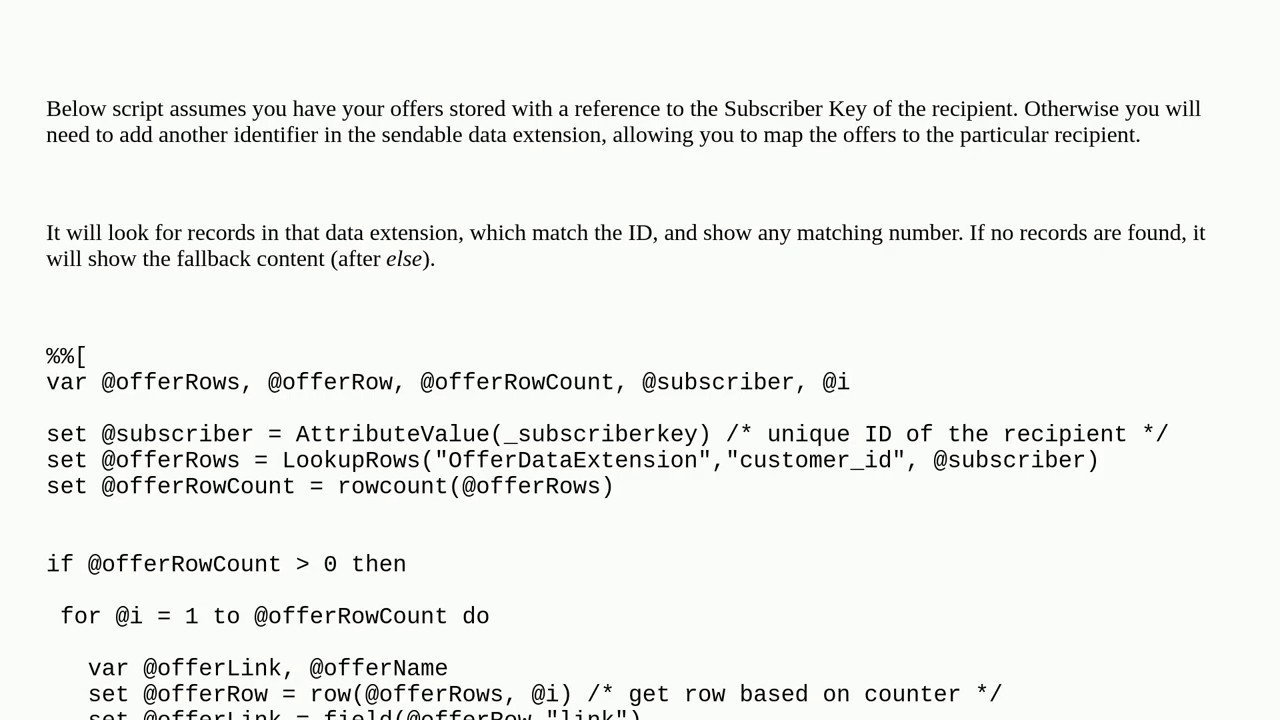 Below script assumes you have your offers stored with a reference to the Subscriber Key of the recipient. Otherwise you will
need to add another identifier in the sendable data extension, allowing you to map the offers to the particular recipient.
It will look for records in that data extension, which match the ID, and show any matching number. If no records are found, it
will show the fallback content (after else).
%%[
var @offerRows, @offerRow, @offerRowCount, @subscriber, @i
set @subscriber = AttributeValue(_subscriberkey) /* unique ID of the recipient */
set @offerRows = LookupRows("OfferDataExtension","customer_id", @subscriber)
set @offerRowCount = rowcount(@offerRows)
if @offerRowCount > 0 then
for @i = 1 to @offerRowCount do
var @offerLink, @offerName
set @offerRow = row(@offerRows, @i) /* get row based on counter */
set @offerLink = field(@offerRow,"link")